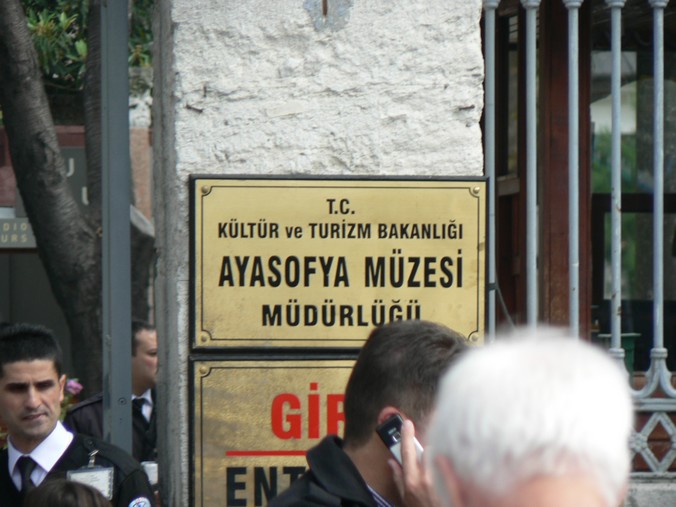 T.C.
KÜLTÜR ve TURİZM BAKANLIĞI
AYASOFYA MÜZESİ
MÜDÜRLÜĞÜ